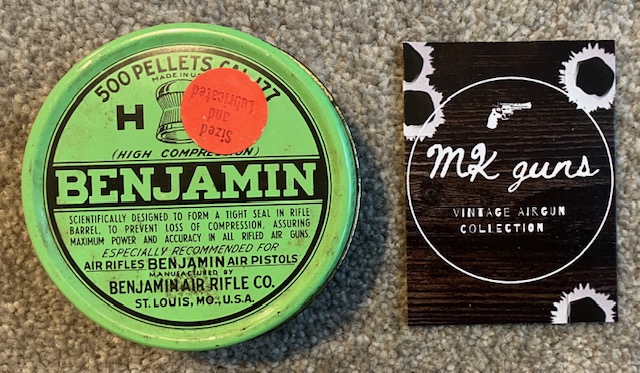 500 PELLETS CAL.177
MADE IN U.S.
H
Sized
and
Lubricated
(HIGH COMPRESSION)
BENJAMIN
SCIENTIFICALLY DESIGNED TO FORM A TIGHT SEAL IN RIFLE
BARREL, TO PREVENT LOSS OF COMPRESSION, ASSURING
MAXIMUM POWER AND ACCURACY IN ALL RIFLED AIR GUNS.
ESPECIALLY RECOMMENDED FOR
AIR RIFLES BENJAMIN AIR PISTOLS
MANUFACTURED BY
BENJAMIN AIR RIFLE CO.
ST. LOUIS, MO., U.S.A.
MK guns
VINTAGE AIRGUN
COLLECTION